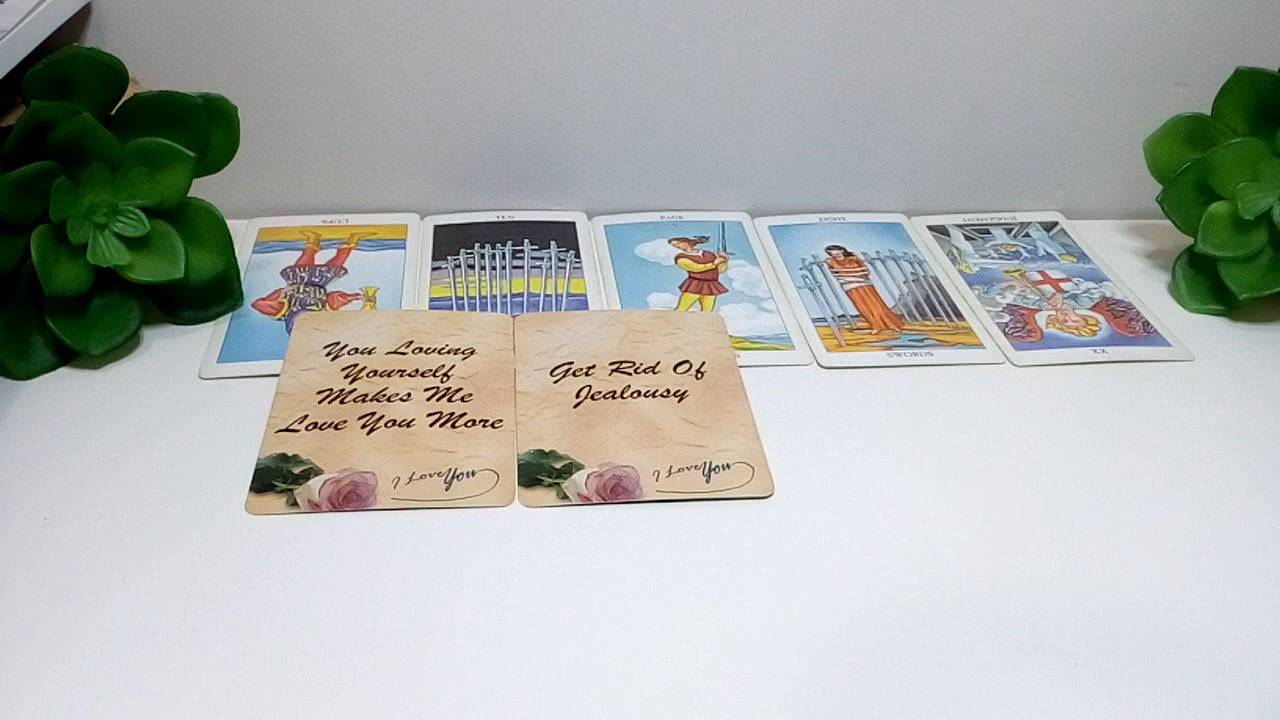 CUPS
TEN
PAGE
JUDGEMENT
SWORDS
XX
You Loving
Yourself
Makes Me
Love You More
I Love You
Get Rid Of
Jealousy
I Love You